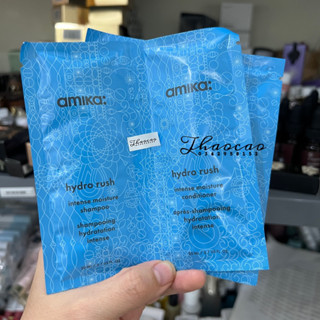 amika:
hydro rush
intense moisture
shampoo
shampooing
hydratation
intense
amika:
Thaocao
hydro rush
intense moisture
conditioner
après-shampooing
hydratation
intense